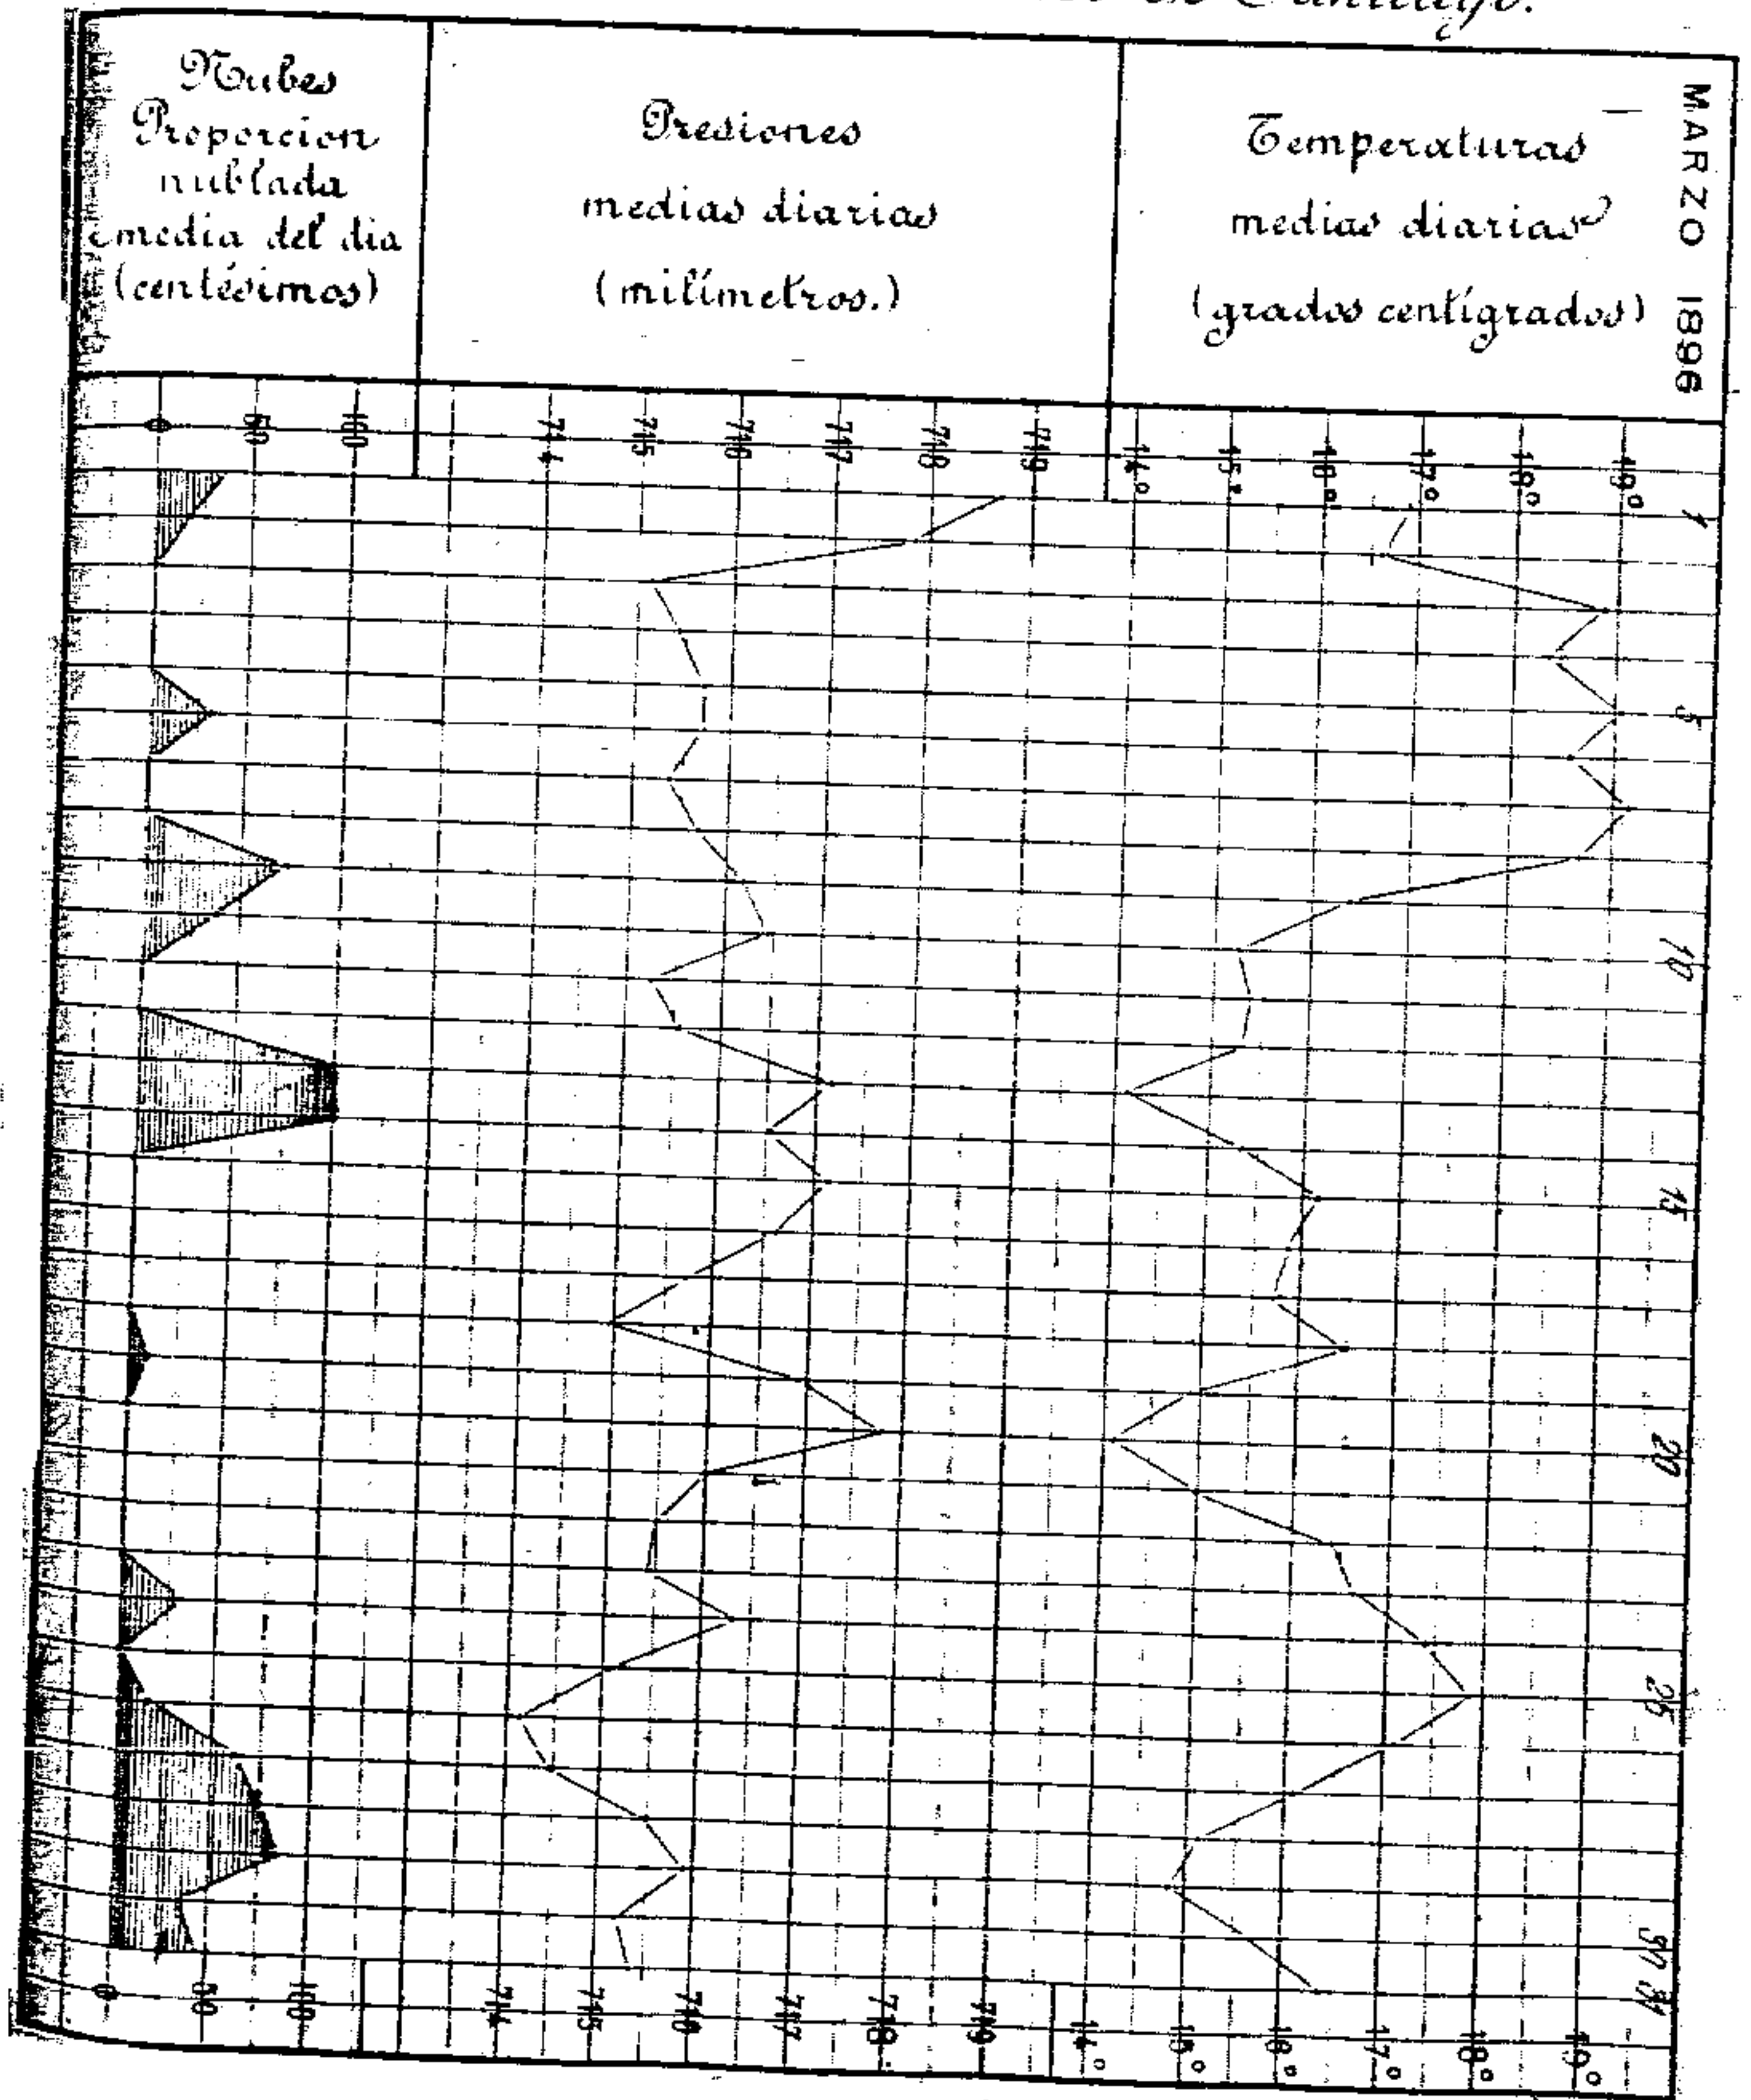 Santiago.
MARZO 1896
Nubes
Proporcion
nublada
media del dia
(centésimos)
Presiones
medias diarias
(milímetros.)
Temperaturas
medias diarias
(grados centígrados)
0 50 100 714 715 716 717 718 719 14° 15° 16° 17° 18° 19°
1
5
10
15
20
25
30 31
0 50 100 714 715 716 717 718 719 14° 15° 16° 17° 18° 19°